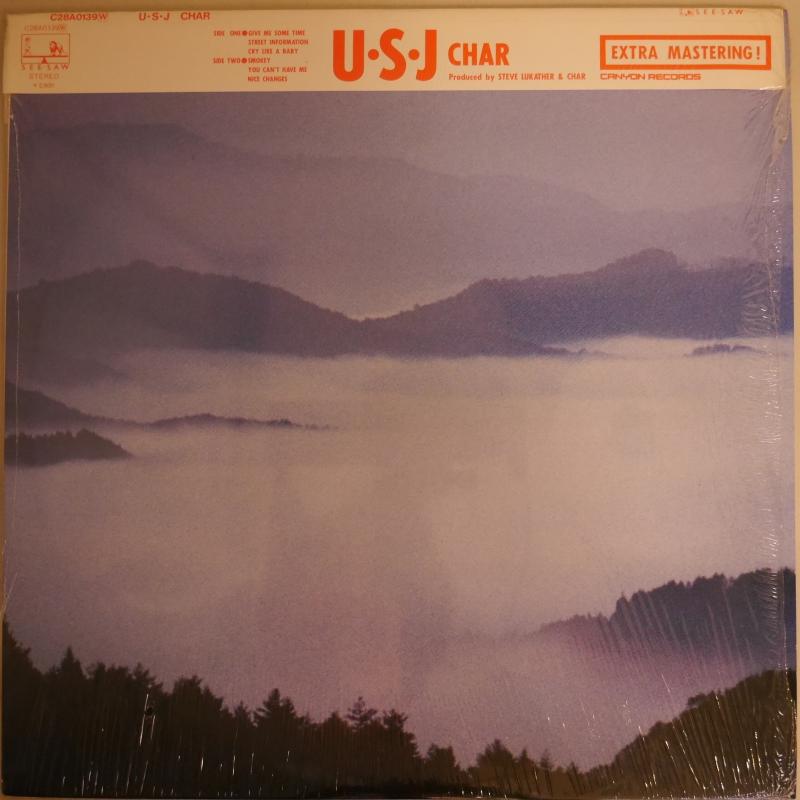 C28A0139W U·S·J CHAR
SEE SAW
C28A0139W
SEE SAW
STEREO
SIDE ONE●GIVE ME SOME TIME
STREET INFORMATION
CRY LIKE A BABY
SIDE TWO●SMOKEY
YOU CAN'T HAVE ME
NICE CHANGES
U·S·J CHAR
Produced by STEVE LUKATHER & CHAR
EXTRA MASTERING!
CANYON RECORDS